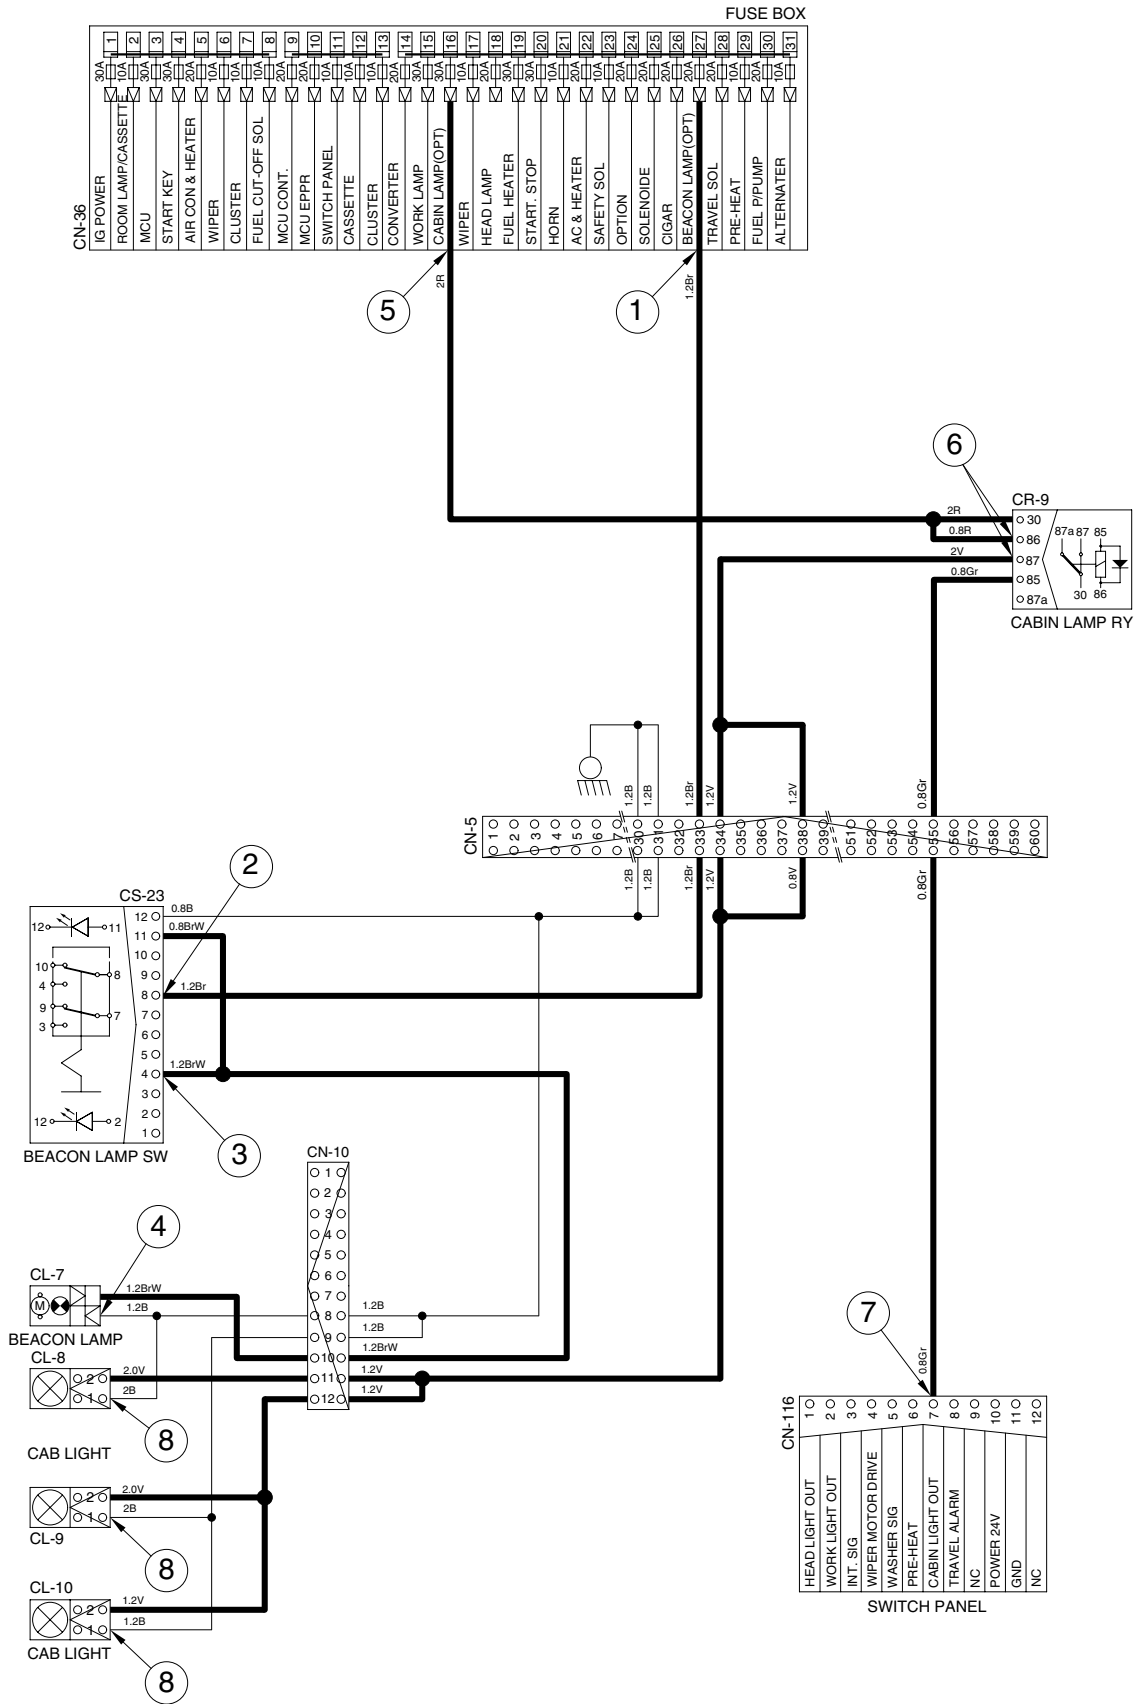 FUSE BOX
1 2 3 4 5 6 7 8 9 10 11 12 13 14 15 16 17 18 19 20 21 22 23 24 25 26 27 28 29 30 31
30A 10A 30A 30A 20A 10A 10A 10A 20A 20A 10A 10A 10A 20A 30A 20A 10A 20A 30A 30A 10A 20A 10A 20A 20A 20A 10A 20A 10A 20A 10A
CN-36
IG POWER
ROOM LAMP/CASSETTE
MCU
START KEY
AIR CON & HEATER
WIPER
CLUSTER
FUEL CUT-OFF SOL
MCU CONT.
MCU EPPR
SWITCH PANEL
CASSETTE
CLUSTER
CONVERTER
WORK LAMP
CABIN LAMP(OPT)
WIPER
HEAD LAMP
FUEL HEATER
START. STOP
HORN
AC & HEATER
SAFETY SOL
OPTION
SOLENOIDE
CIGAR
BEACON LAMP(OPT)
TRAVEL SOL
PRE-HEAT
FUEL P/PUMP
ALTERNATER
2R
1.2Br
5
1
6
CR-9
2R
30
0.8R
86
2V
87
0.8Gr
85
87a
87a 87 85
30 86
CABIN LAMP RY
1.2B 1.2B 1.2Br 1.2V 1.2V 0.8Gr
CN-5
1 2 3 4 5 6 7 30 31 32 33 34 35 36 37 38 39 51 52 53 54 55 56 57 58 59 60
1.2B 1.2B 1.2Br 1.2V 0.8V 0.8Gr
2
CS-23
12 0.8B
11 0.8BrW
10
9
8 1.2Br
7
6
5
4 1.2BrW
3
2
1
12 11
10 8
4
9 7
3
12 2
BEACON LAMP SW
3
CN-10
1
2
3
4
5
6
7
8 1.2B
9 1.2B
10 1.2BrW
11 1.2V
12 1.2V
4
CL-7
M
1.2BrW
1.2B
BEACON LAMP
CL-8
2 2.0V
1 2B
8
CAB LIGHT
2 2.0V
1 2B
CL-9
8
CL-10
2 1.2V
1 1.2B
CAB LIGHT
8
7
0.8Gr
CN-116
1 2 3 4 5 6 7 8 9 10 11 12
HEAD LIGHT OUT
WORK LIGHT OUT
INT. SIG
WIPER MOTOR DRIVE
WASHER SIG
PRE-HEAT
CABIN LIGHT OUT
TRAVEL ALARM
NC
POWER 24V
GND
NC
SWITCH PANEL